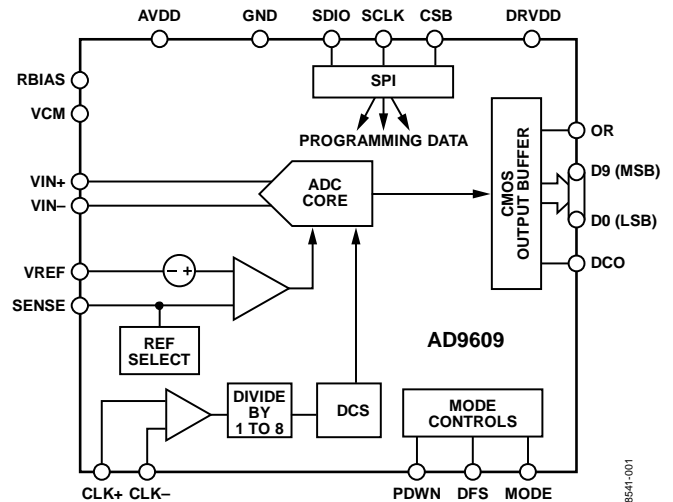 AVDD GND SDIO SCLK CSB DRVDD
RBIAS
SPI
VCM
PROGRAMMING DATA
OR
VIN+
ADC
CORE
CMOS
OUTPUT BUFFER
D9 (MSB)
VIN–
D0 (LSB)
VREF
– +
DCO
SENSE
REF
SELECT
AD9609
DIVIDE
BY
1 TO 8
DCS
MODE
CONTROLS
CLK+ CLK– PDWN DFS MODE
8541-001